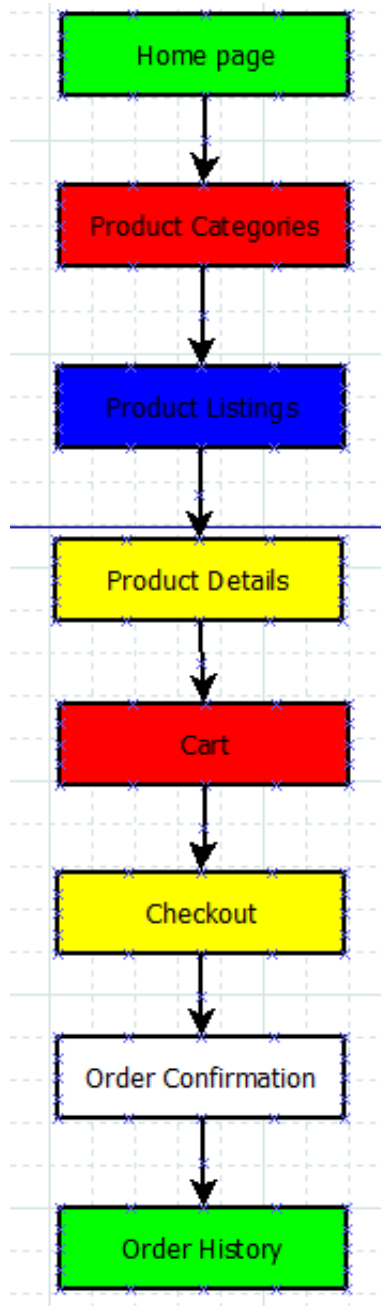 Home page
Product Categories
Product Listings
Product Details
Cart
Checkout
Order Confirmation
Order History